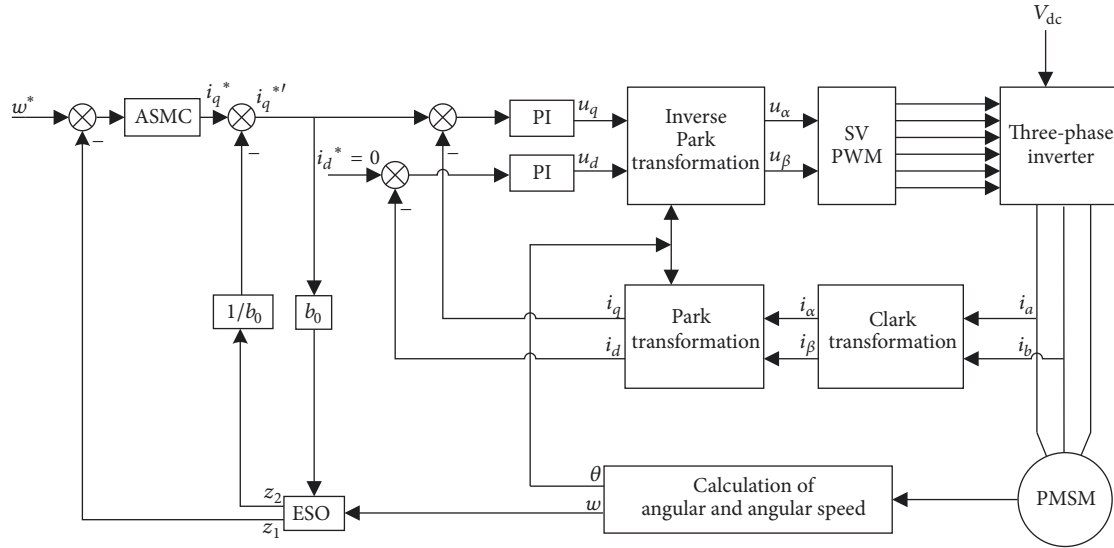 V_dc
w*
ASMC
i_q*
i_q*′
i_d* = 0
PI
u_q
PI
u_d
Inverse
Park
transformation
u_α
u_β
SV
PWM
Three-phase
inverter
1/b_0
b_0
i_q
i_d
Park
transformation
i_α
i_β
Clark
transformation
i_a
i_b
z_2
z_1
ESO
θ
w
Calculation of
angular and angular speed
PMSM
−
−
−
−